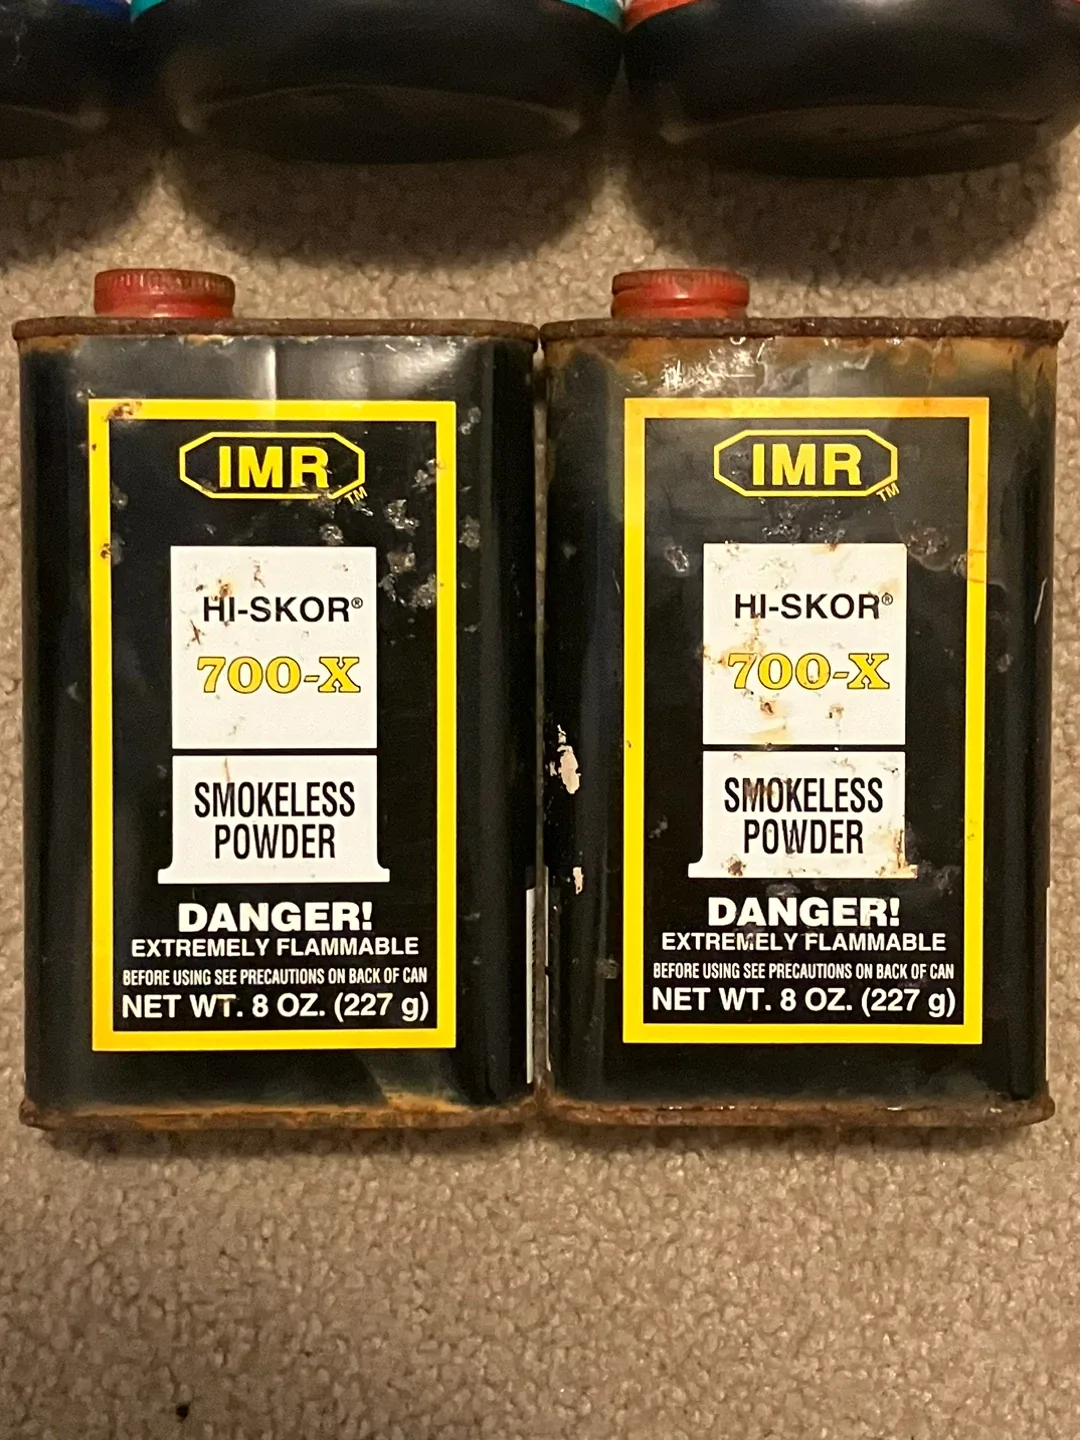 IMR
TM
HI-SKOR®
700-X
SMOKELESS
POWDER
DANGER!
EXTREMELY FLAMMABLE
BEFORE USING SEE PRECAUTIONS ON BACK OF CAN
NET WT. 8 OZ. (227 g)
IMR
TM
HI-SKOR®
700-X
SMOKELESS
POWDER
DANGER!
EXTREMELY FLAMMABLE
BEFORE USING SEE PRECAUTIONS ON BACK OF CAN
NET WT. 8 OZ. (227 g)